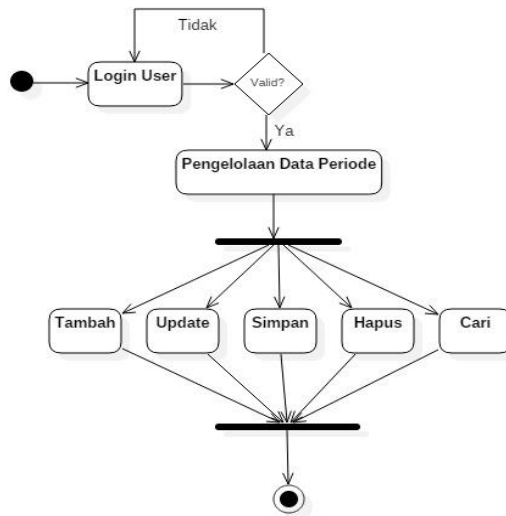 Tidak
Login User
Valid?
Ya
Pengelolaan Data Periode
Tambah
Update
Simpan
Hapus
Cari